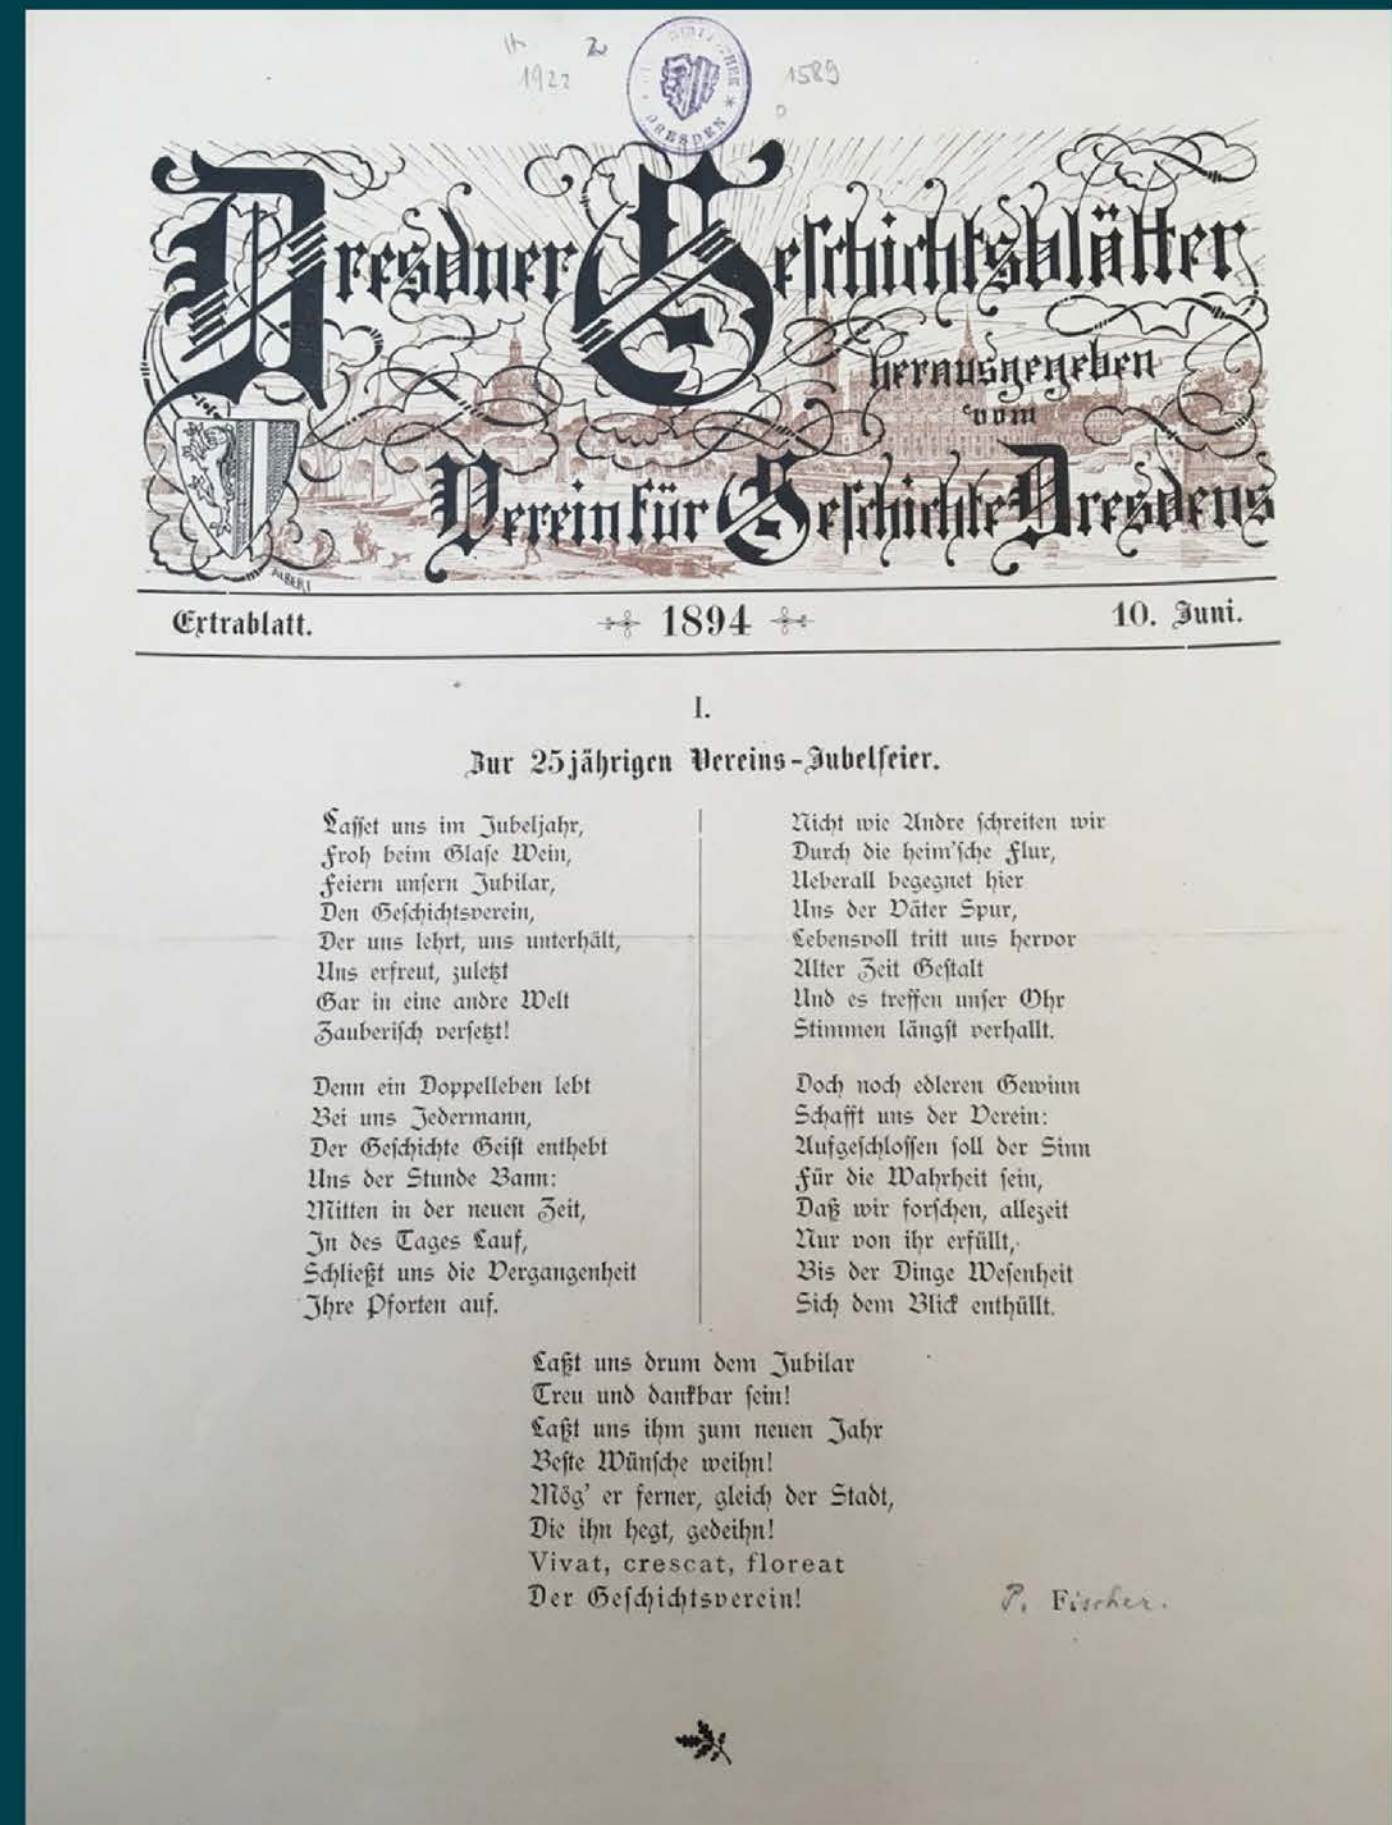 1922
1589
DRESDEN
Dresdner Geschichtsblätter
herausgegeben
vom
Verein für Geschichte Dresdens
ALBERT
Extrablatt. 1894 10. Juni.
I.
Zur 25jährigen Vereins-Jubelfeier.
Lasset uns im Jubeljahr,
Froh beim Glase Wein,
Feiern unsern Jubilar,
Den Geschichtsverein,
Der uns lehrt, uns unterhält,
Uns erfreut, zuletzt
Gar in eine andre Welt
Zauberisch versetzt!
Denn ein Doppelleben lebt
Bei uns Jedermann,
Der Geschichte Geist enthebt
Uns der Stunde Bann:
Mitten in der neuen Zeit,
In des Tages Lauf,
Schließt uns die Vergangenheit
Ihre Pforten auf.
Nicht wie Andre schreiten wir
Durch die heim'sche Flur,
Ueberall begegnet hier
Uns der Väter Spur,
Lebensvoll tritt uns hervor
Alter Zeit Gestalt
Und es treffen unser Ohr
Stimmen längst verhallt.
Doch noch edleren Gewinn
Schafft uns der Verein:
Aufgeschlossen soll der Sinn
Für die Wahrheit sein,
Daß wir forschen, allezeit
Nur von ihr erfüllt,
Bis der Dinge Wesenheit
Sich dem Blick enthüllt.
Laßt uns drum dem Jubilar
Treu und dankbar sein!
Laßt uns ihm zum neuen Jahr
Beste Wünsche weihn!
Mög' er ferner, gleich der Stadt,
Die ihn hegt, gedeihn!
Vivat, crescat, floreat
Der Geschichtsverein!
P. Fischer.